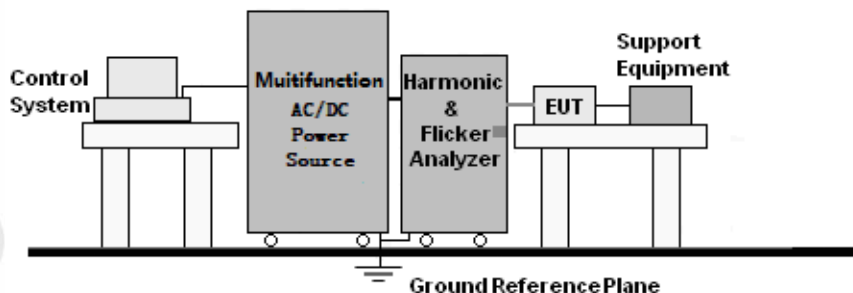 Control
System
Muitifunction
AC/DC
Power
Source
Harmonic
&
Flicker
Analyzer
EUT
Support
Equipment
Ground Reference Plane